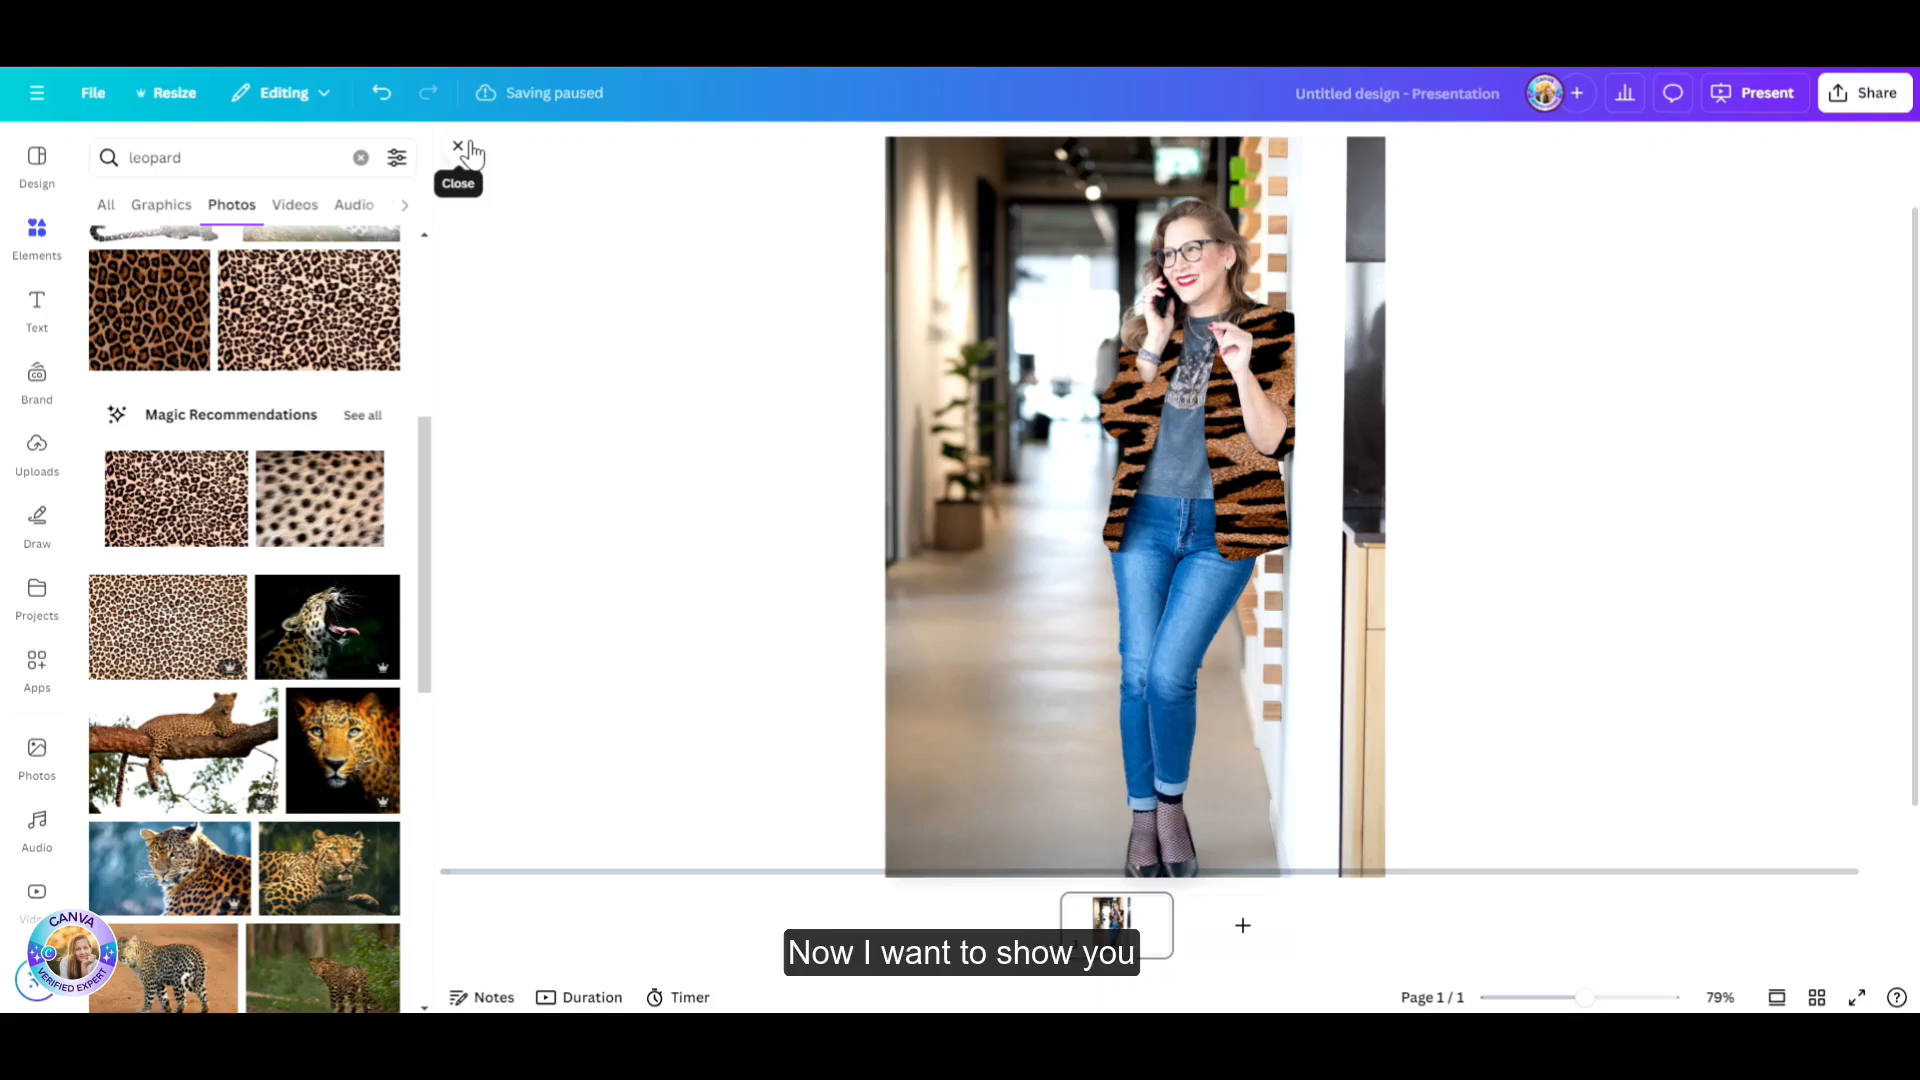 File
Resize
Editing
Saving paused
Untitled design - Presentation
Present
Share
Design
Elements
Text
Brand
Uploads
Draw
Projects
Apps
Photos
Audio
leopard
All Graphics Photos Videos Audio
Magic Recommendations See all
Close
CANVA
VERIFIED EXPERT
Now I want to show you
Notes
Duration
Timer
Page 1 / 1
79%